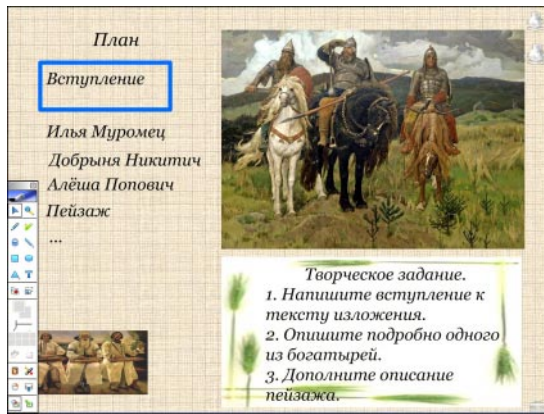 План
Вступление
Илья Муромец
Добрыня Никитич
Алёша Попович
Пейзаж
...
Творческое задание.
1. Напишите вступление к
тексту изложения.
2. Опишите подробно одного
из богатырей.
3. Дополните описание
пейзажа.